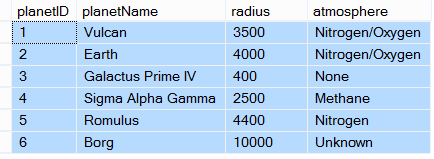 planetID planetName radius atmosphere
1 Vulcan 3500 Nitrogen/Oxygen
2 Earth 4000 Nitrogen/Oxygen
3 Galactus Prime IV 400 None
4 Sigma Alpha Gamma 2500 Methane
5 Romulus 4400 Nitrogen
6 Borg 10000 Unknown